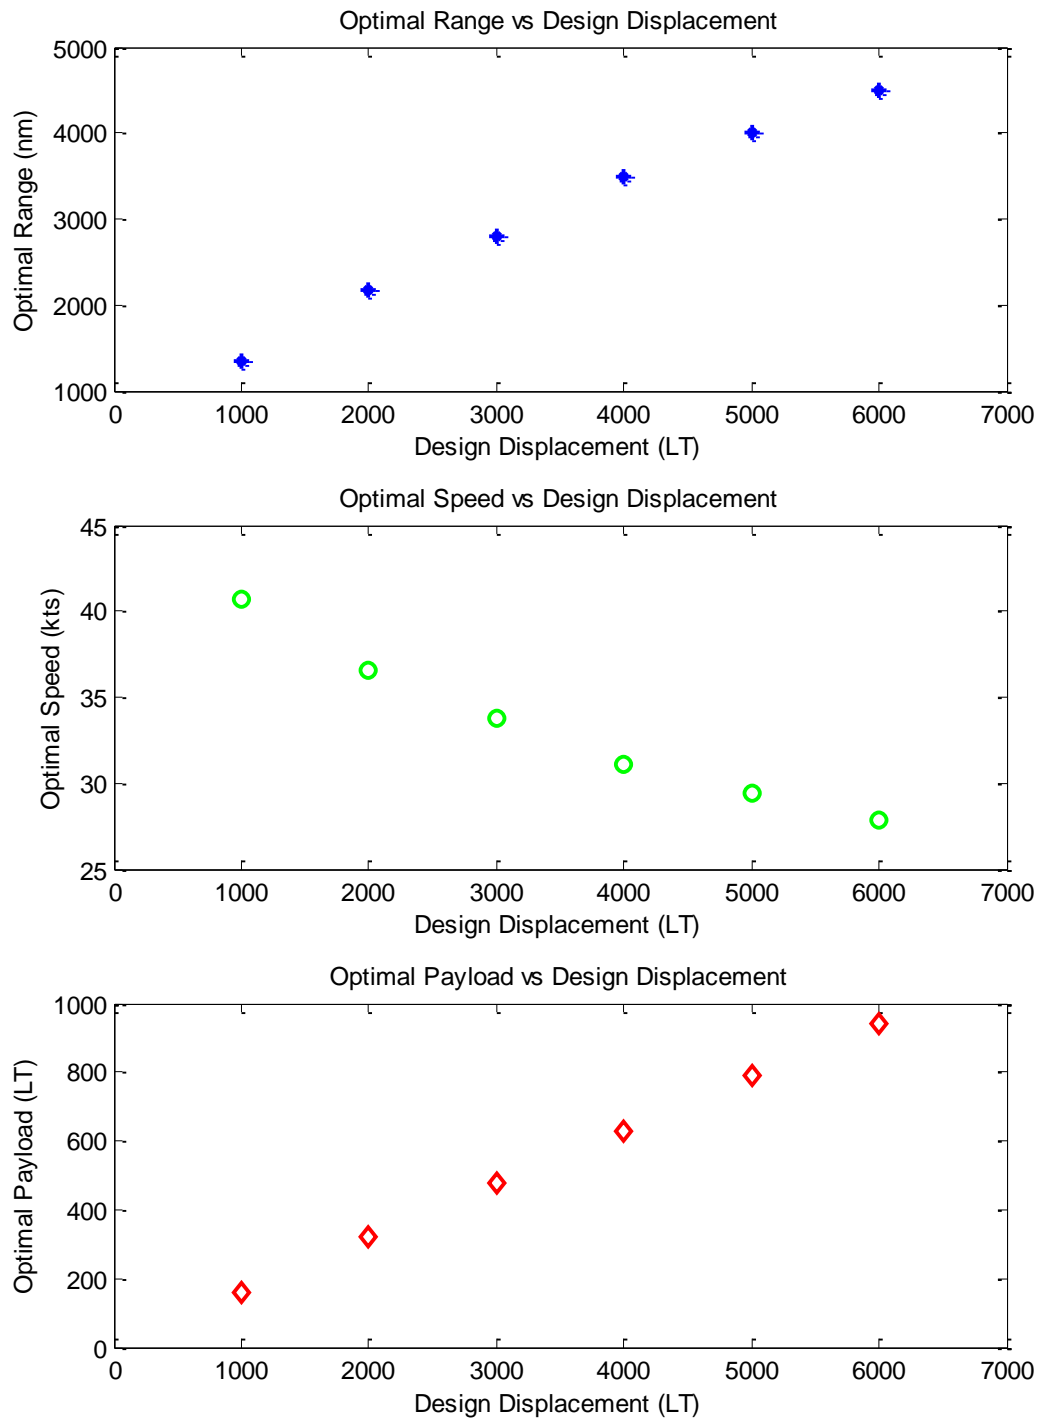 Optimal Range vs Design Displacement
5000
4000
3000
2000
1000
Optimal Range (nm)
0 1000 2000 3000 4000 5000 6000 7000
Design Displacement (LT)
Optimal Speed vs Design Displacement
45
40
35
30
25
Optimal Speed (kts)
0 1000 2000 3000 4000 5000 6000 7000
Design Displacement (LT)
Optimal Payload vs Design Displacement
1000
800
600
400
200
0
Optimal Payload (LT)
0 1000 2000 3000 4000 5000 6000 7000
Design Displacement (LT)